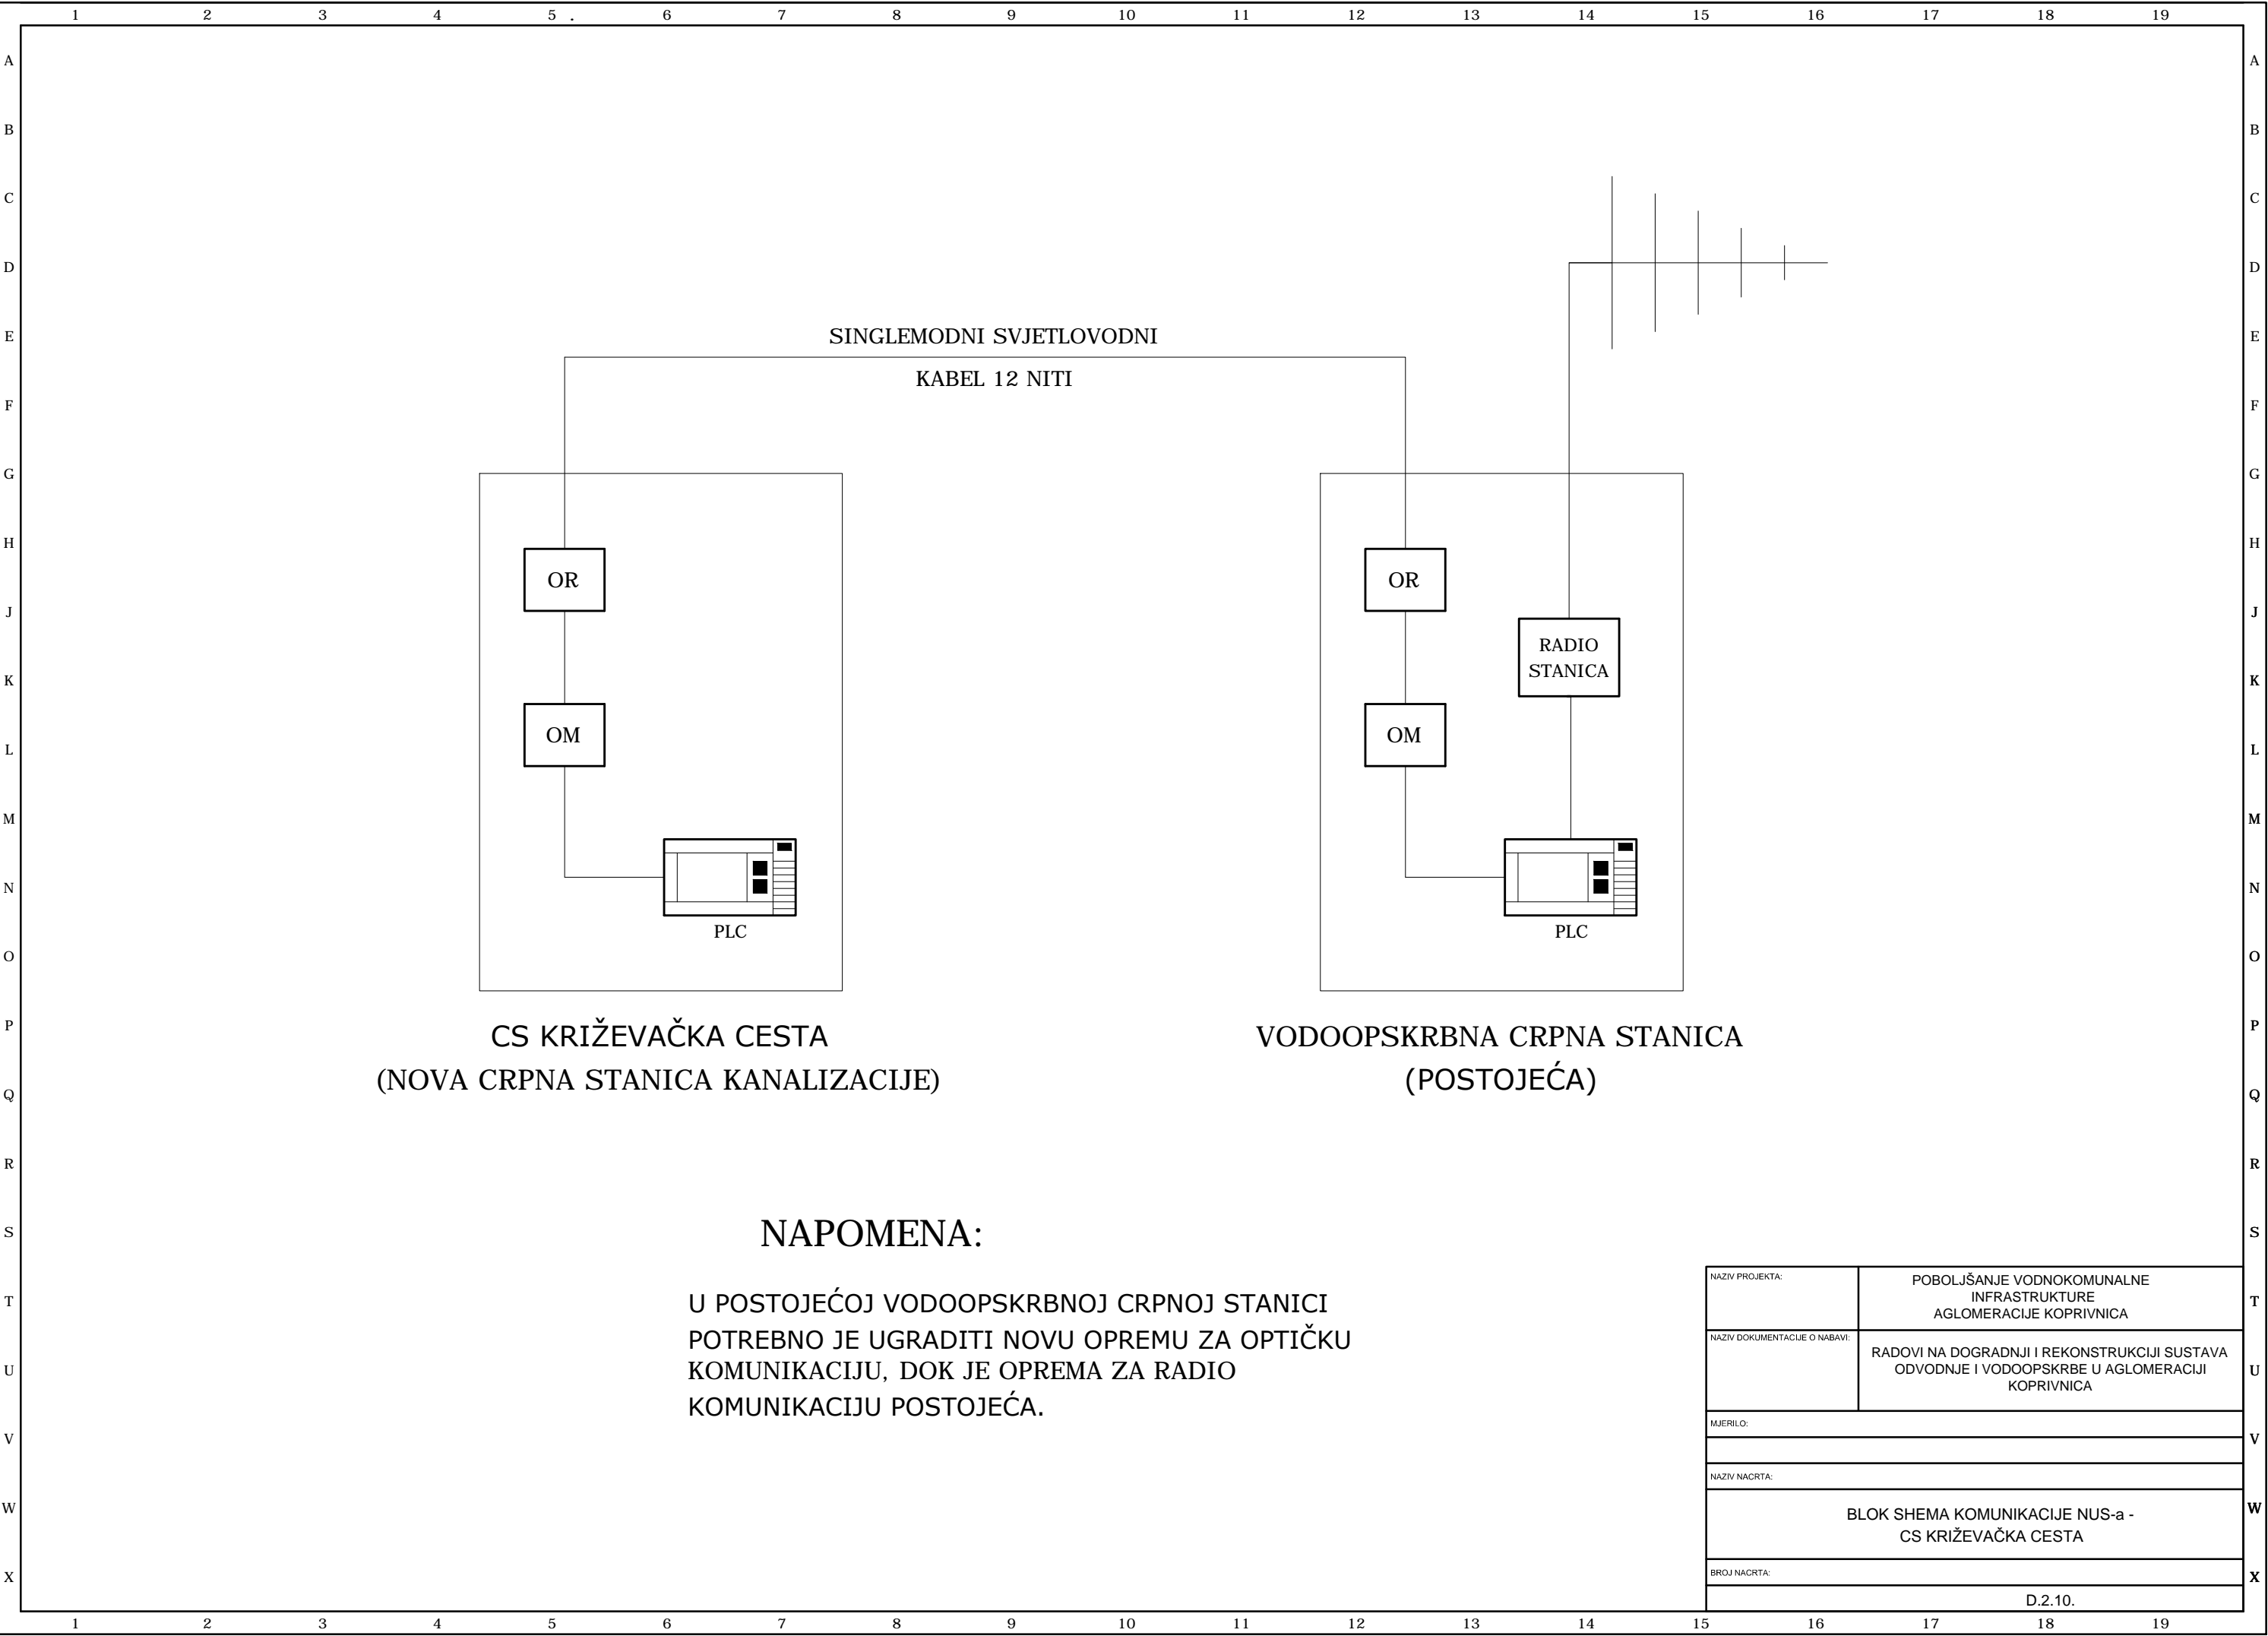 1 2 3 4 5 . 6 7 8 9 10 11 12 13 14 15 16 17 18 19
A A
B B
C C
D D
E E
F F
G G
H H
J J
K K
L L
M M
N N
O O
P P
Q Q
R R
S S
T T
U U
V V
W W
X X
SINGLEMODNI SVJETLOVODNI
KABEL 12 NITI
OR
OM
PLC
OR
OM
RADIO
STANICA
PLC
CS KRIŽEVAČKA CESTA
(NOVA CRPNA STANICA KANALIZACIJE)
VODOOPSKRBNA CRPNA STANICA
(POSTOJEĆA)
NAPOMENA:
U POSTOJEĆOJ VODOOPSKRBNOJ CRPNOJ STANICI
POTREBNO JE UGRADITI NOVU OPREMU ZA OPTIČKU
KOMUNIKACIJU, DOK JE OPREMA ZA RADIO
KOMUNIKACIJU POSTOJEĆA.
NAZIV PROJEKTA:
POBOLJŠANJE VODNOKOMUNALNE
INFRASTRUKTURE
AGLOMERACIJE KOPRIVNICA
NAZIV DOKUMENTACIJE O NABAVI:
RADOVI NA DOGRADNJI I REKONSTRUKCIJI SUSTAVA
ODVODNJE I VODOOPSKRBE U AGLOMERACIJI
KOPRIVNICA
MJERILO:
NAZIV NACRTA:
BLOK SHEMA KOMUNIKACIJE NUS-a -
CS KRIŽEVAČKA CESTA
BROJ NACRTA:
D.2.10.
1 2 3 4 5 6 7 8 9 10 11 12 13 14 15 16 17 18 19